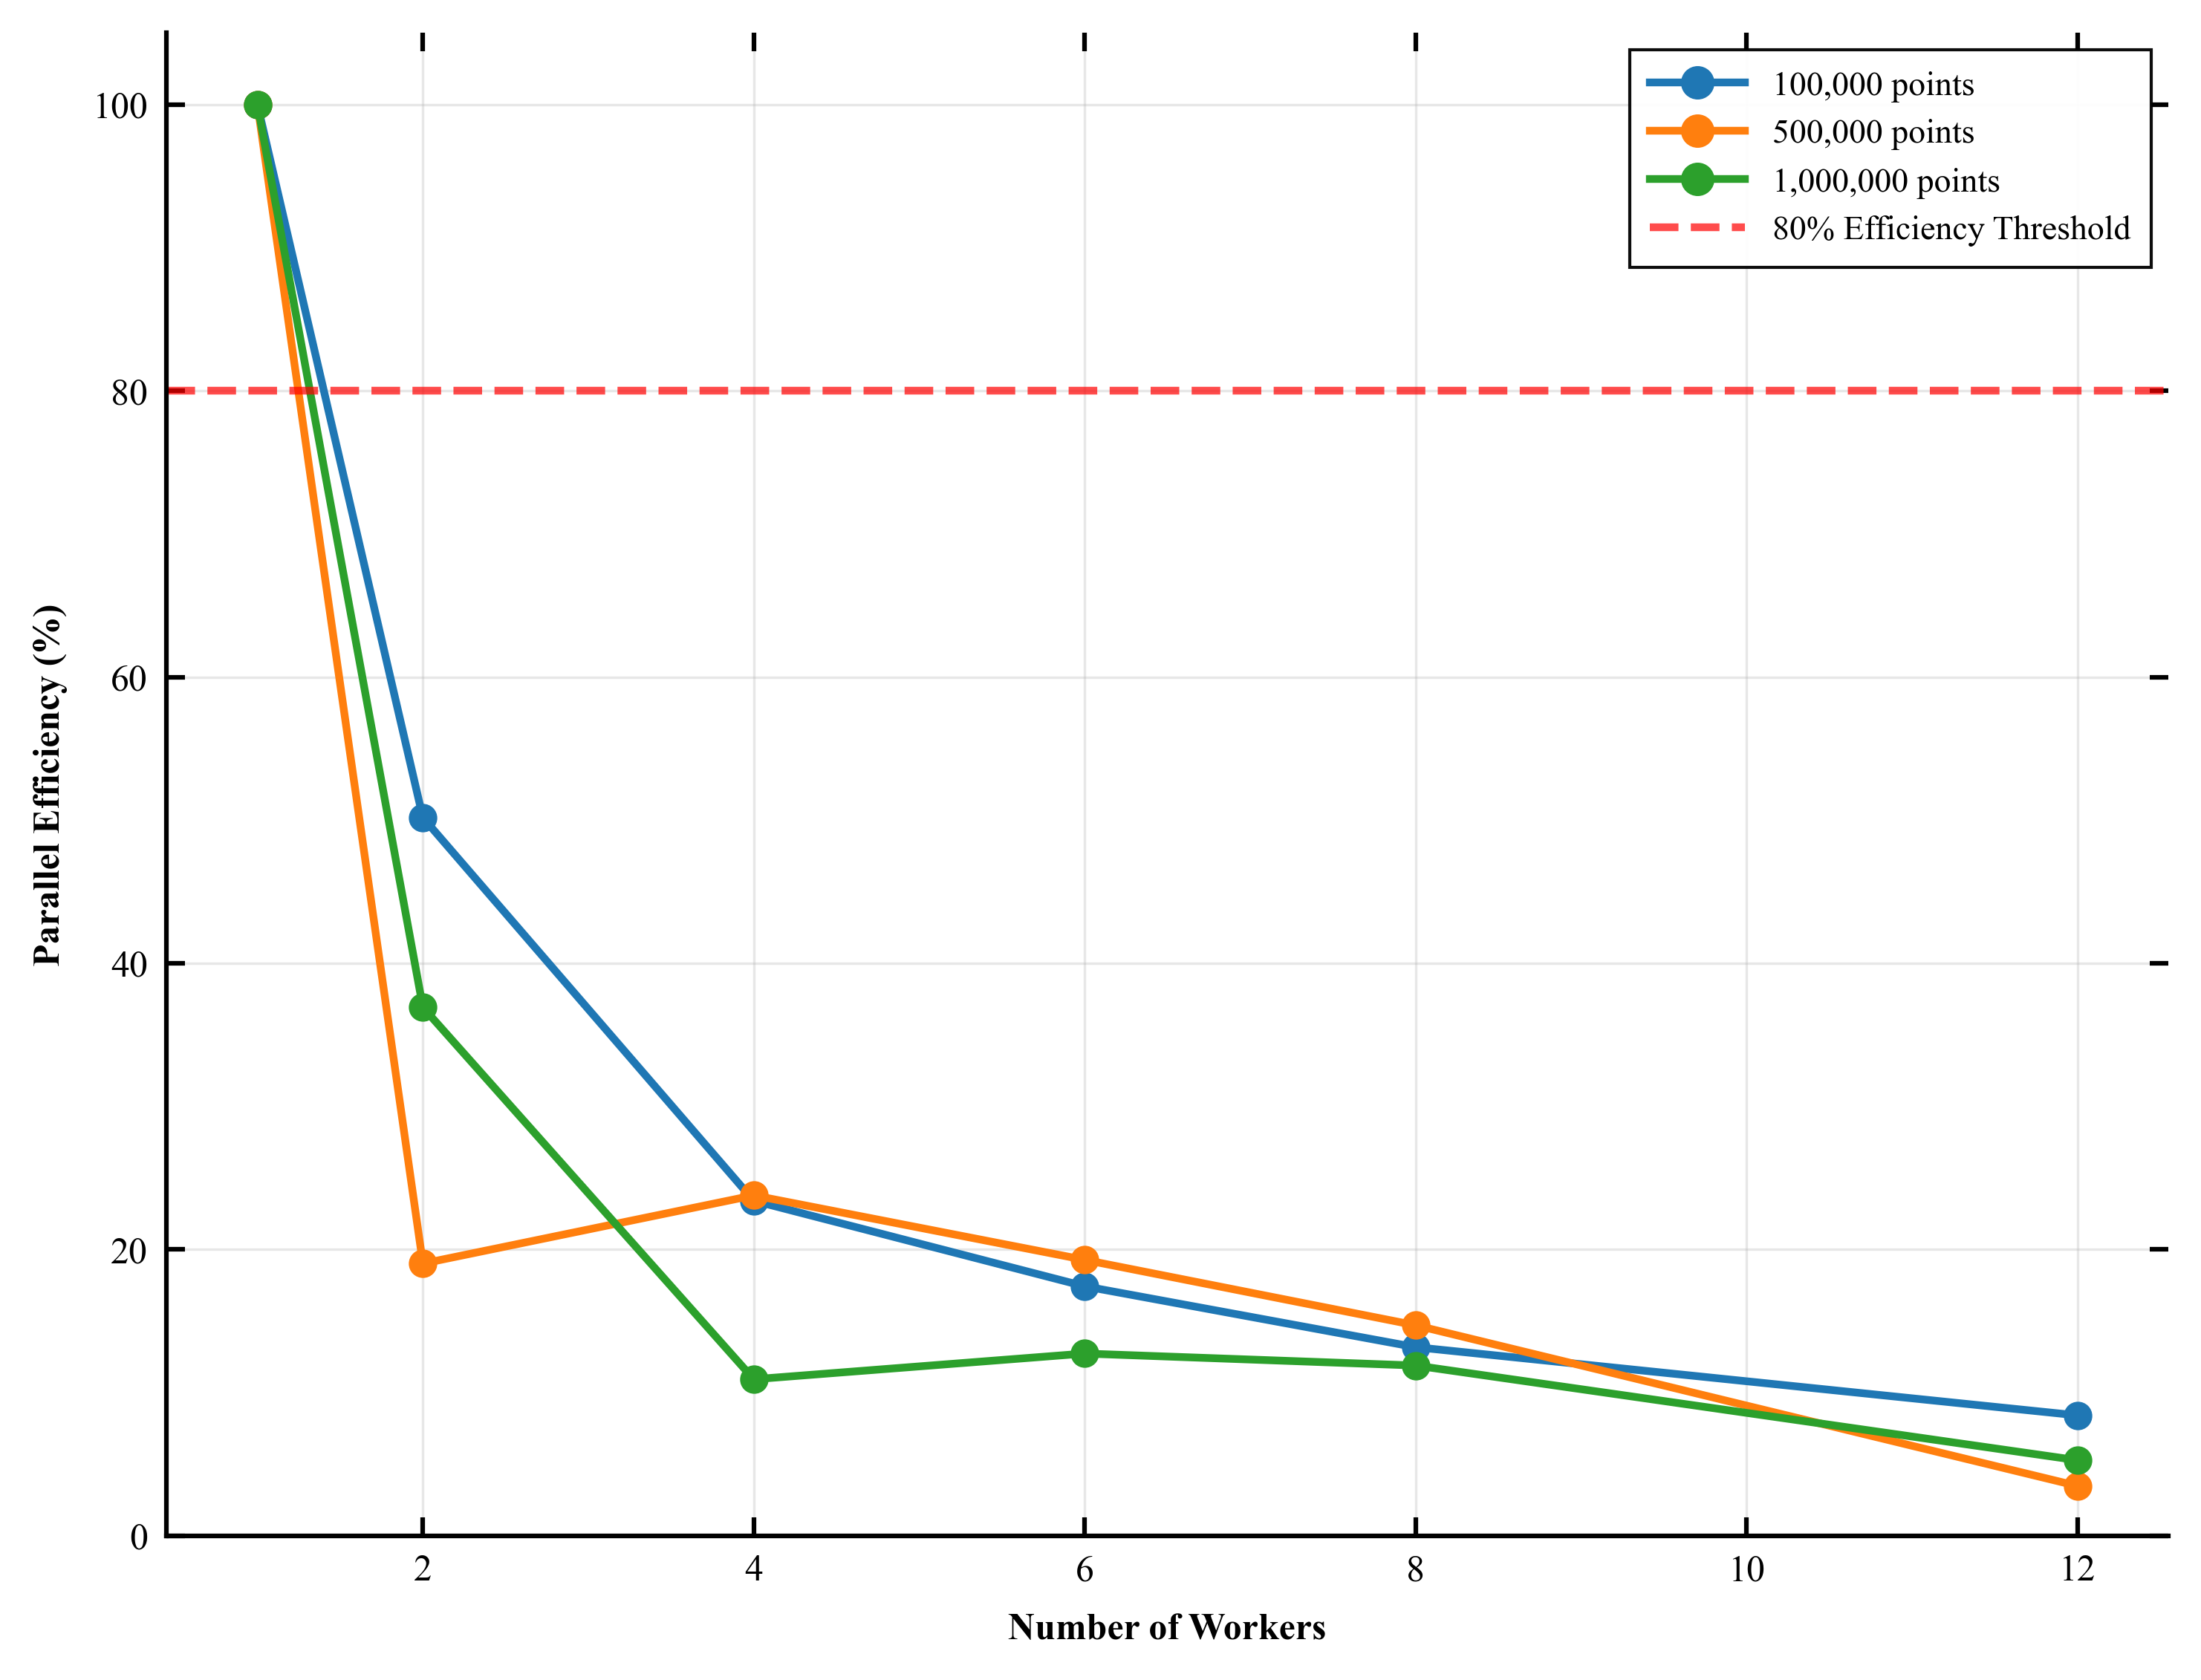 100,000 points
500,000 points
1,000,000 points
80% Efficiency Threshold
Parallel Efficiency (%)
100
80
60
40
20
0
2 4 6 8 10 12
Number of Workers